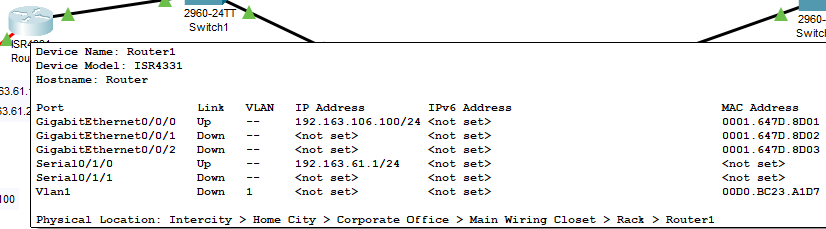 2960-24TT
Switch1
2960-
Switch
ISR4331
Rou
63.61.1
63.61.2
100
Device Name: Router1
Device Model: ISR4331
Hostname: Router
Port Link VLAN IP Address IPv6 Address MAC Address
GigabitEthernet0/0/0 Up -- 192.163.106.100/24 <not set> 0001.647D.8D01
GigabitEthernet0/0/1 Down -- <not set> <not set> 0001.647D.8D02
GigabitEthernet0/0/2 Down -- <not set> <not set> 0001.647D.8D03
Serial0/1/0 Up -- 192.163.61.1/24 <not set> <not set>
Serial0/1/1 Down -- <not set> <not set> <not set>
Vlan1 Down 1 <not set> <not set> 00D0.BC23.A1D7
Physical Location: Intercity > Home City > Corporate Office > Main Wiring Closet > Rack > Router1